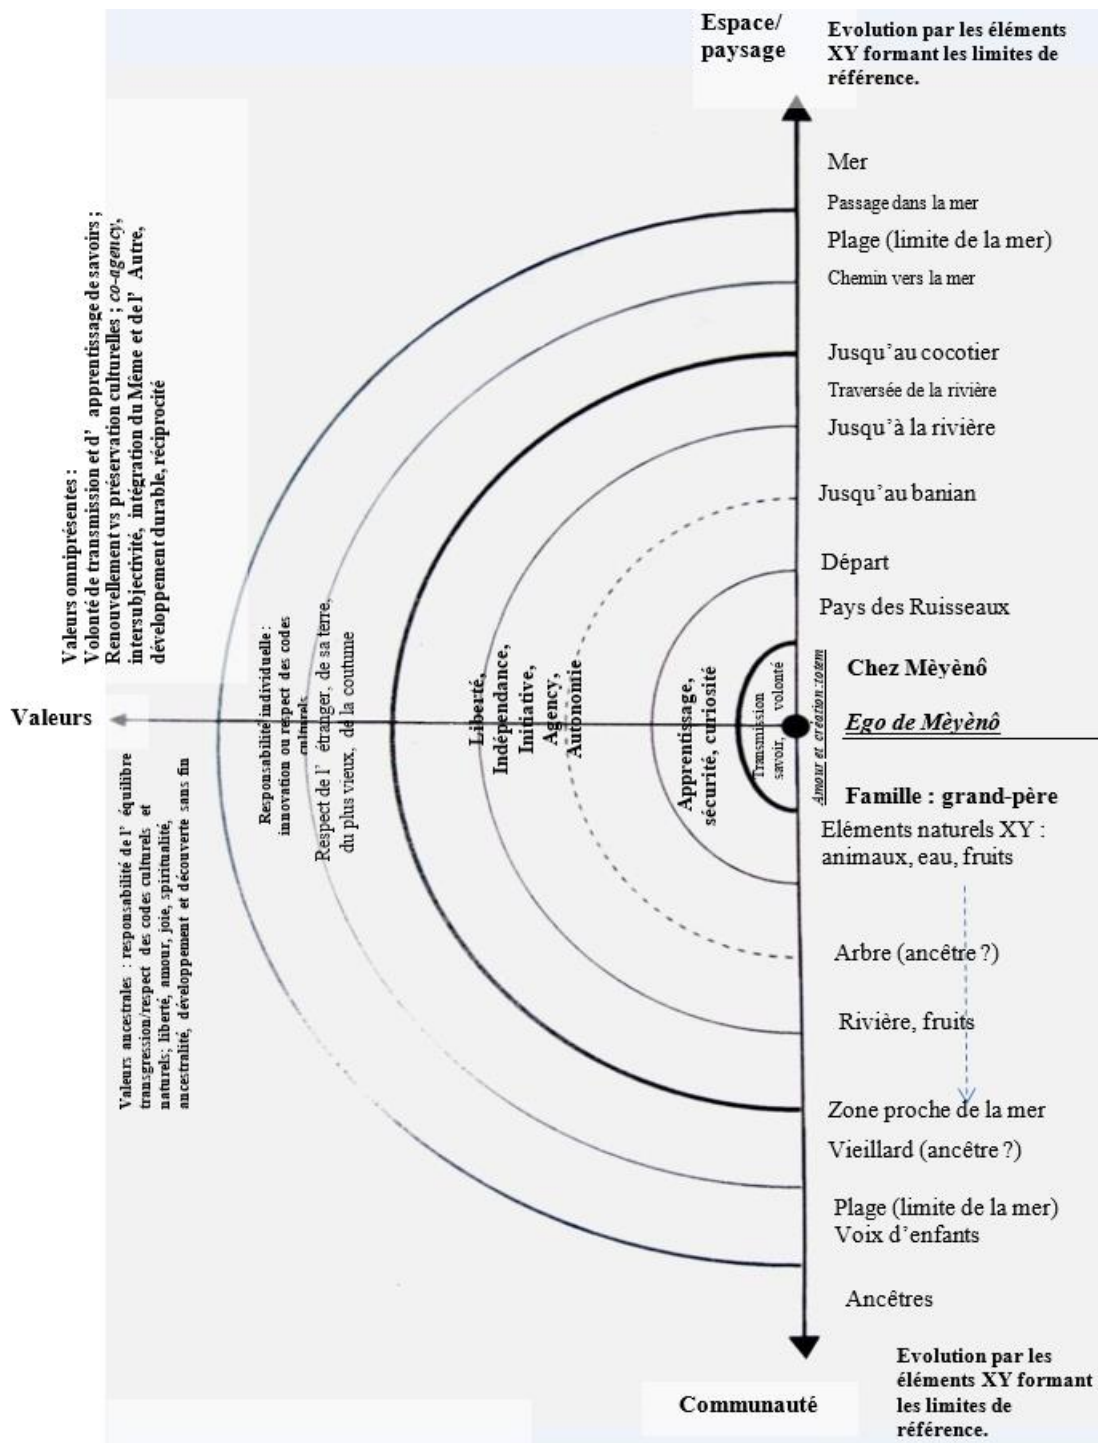 Espace/
paysage
Evolution par les éléments
XY formant les limites de
référence.
Mer
Passage dans la mer
Plage (limite de la mer)
Chemin vers la mer
Jusqu'au cocotier
Traversée de la rivière
Jusqu'à la rivière
Jusqu'au banian
Départ
Pays des Ruisseaux
Chez Mèyènô
Ego de Mèyènô
Famille : grand-père
Eléments naturels XY :
animaux, eau, fruits
Arbre (ancêtre ?)
Rivière, fruits
Zone proche de la mer
Vieillard (ancêtre ?)
Plage (limite de la mer)
Voix d'enfants
Ancêtres
Evolution par les
éléments XY formant
les limites de
référence.
Communauté
Valeurs
Valeurs omniprésentes :
Volonté de transmission et d' apprentissage de savoirs ;
Renouvellement vs préservation culturelles ; co-agency,
intersubjectivité, intégration du Même et de l' Autre,
développement durable, réciprocité
Valeurs ancestrales : responsabilité de l' équilibre
transgression/respect des codes culturels et
naturels; liberté, amour, joie, spiritualité,
ancestralité, développement et découverte sans fin
Responsabilité individuelle :
innovation ou respect des codes
culturels
Respect de l' étranger, de sa terre,
du plus vieux, de la coutume
Liberté,
Indépendance,
Initiative,
Agency,
Autonomie
Apprentissage,
sécurité, curiosité
Transmission
savoir, volonté
Amour et création :totem